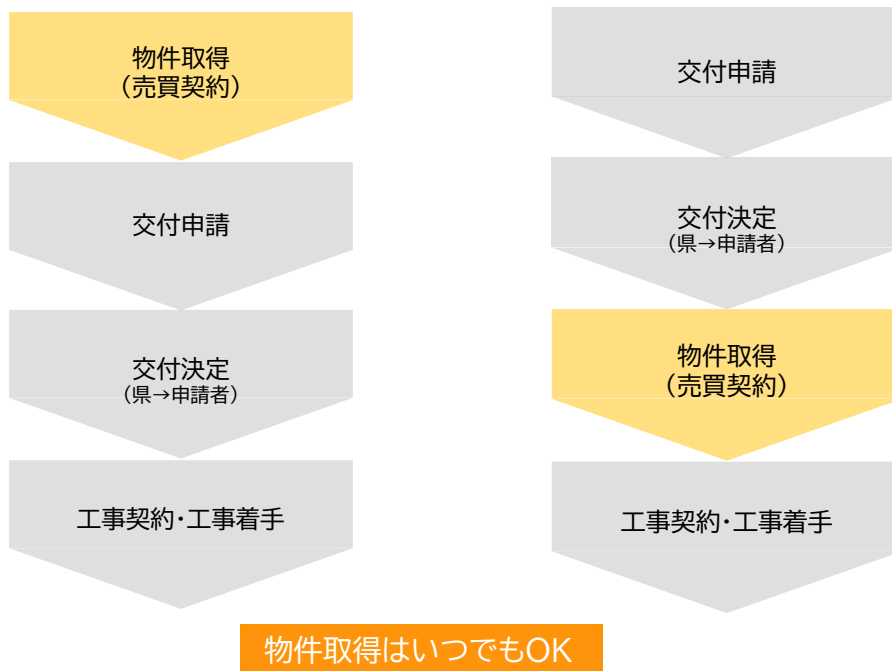 物件取得
（売買契約）
交付申請
交付決定
（県→申請者）
工事契約・工事着手
交付申請
交付決定
（県→申請者）
物件取得
（売買契約）
工事契約・工事着手
物件取得はいつでもOK